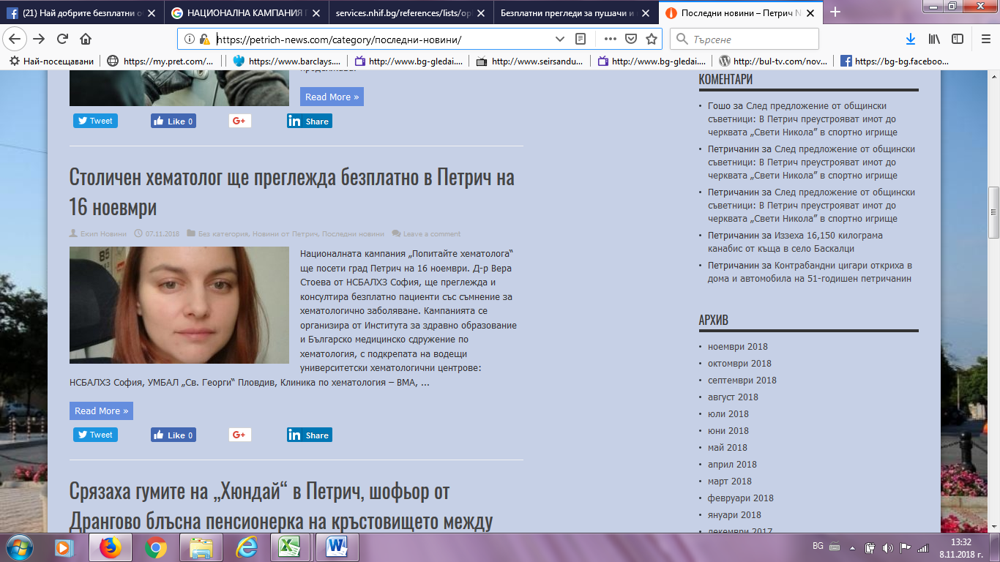 (21) Най добрите безплатни о
НАЦИОНАЛНА КАМПАНИЯ П
services.nhif.bg/references/lists/opl
Безплатни прегледи за пушачи и
Последни новини – Петрич N
https://petrich-news.com/category/последни-новини/
Търсене
Най-посещавани
https://my.pret.com/...
https://www.barclays....
http://www.bg-gledai....
http://www.seirsandu...
http://www.bg-gledai....
http://bul-tv.com/nov...
https://bg-bg.faceboo...
Read More »
Tweet
Like 0
G+
in Share
Столичен хематолог ще преглежда безплатно в Петрич на
16 ноевмри
Екип Новини 07.11.2018 Без категория, Новини от Петрич, Последни новини Leave a comment
85
80
Националната кампания „Попитайте хематолога“
ще посети град Петрич на 16 ноември. Д-р Вера
Стоева от НСБАЛХЗ София, ще преглежда и
консултира безплатно пациенти със съмнение за
хематологично заболяване. Кампанията се
организира от Института за здравно образование
и Българско медицинско сдружение по
хематология, с подкрепата на водещи
университетски хематологични центрове:
НСБАЛХЗ София, УМБАЛ „Св. Георги“ Пловдив, Клиника по хематология – ВМА, ...
Read More »
Tweet
Like 0
G+
in Share
Срязаха гумите на „Хюндай“ в Петрич, шофьор от
Дрангово блъсна пенсионерка на кръстовището между
КОМЕНТАРИ
Гошо за След предложение от общински
съветници: В Петрич преустрояват имот до
черквата „Свети Никола” в спортно игрище
Петричанин за След предложение от общински
съветници: В Петрич преустрояват имот до
черквата „Свети Никола” в спортно игрище
Петричанин за След предложение от общински
съветници: В Петрич преустрояват имот до
черквата „Свети Никола” в спортно игрище
Петричанин за Иззеха 16,150 килограма
канабис от къща в село Баскалци
Петричанин за Контрабандни цигари откриха в
дома и автомобила на 51-годишен петричанин
АРХИВ
ноември 2018
октомври 2018
септември 2018
август 2018
юли 2018
юни 2018
май 2018
април 2018
март 2018
февруари 2018
януари 2018
декември 2017
BG
13:32
8.11.2018 г.